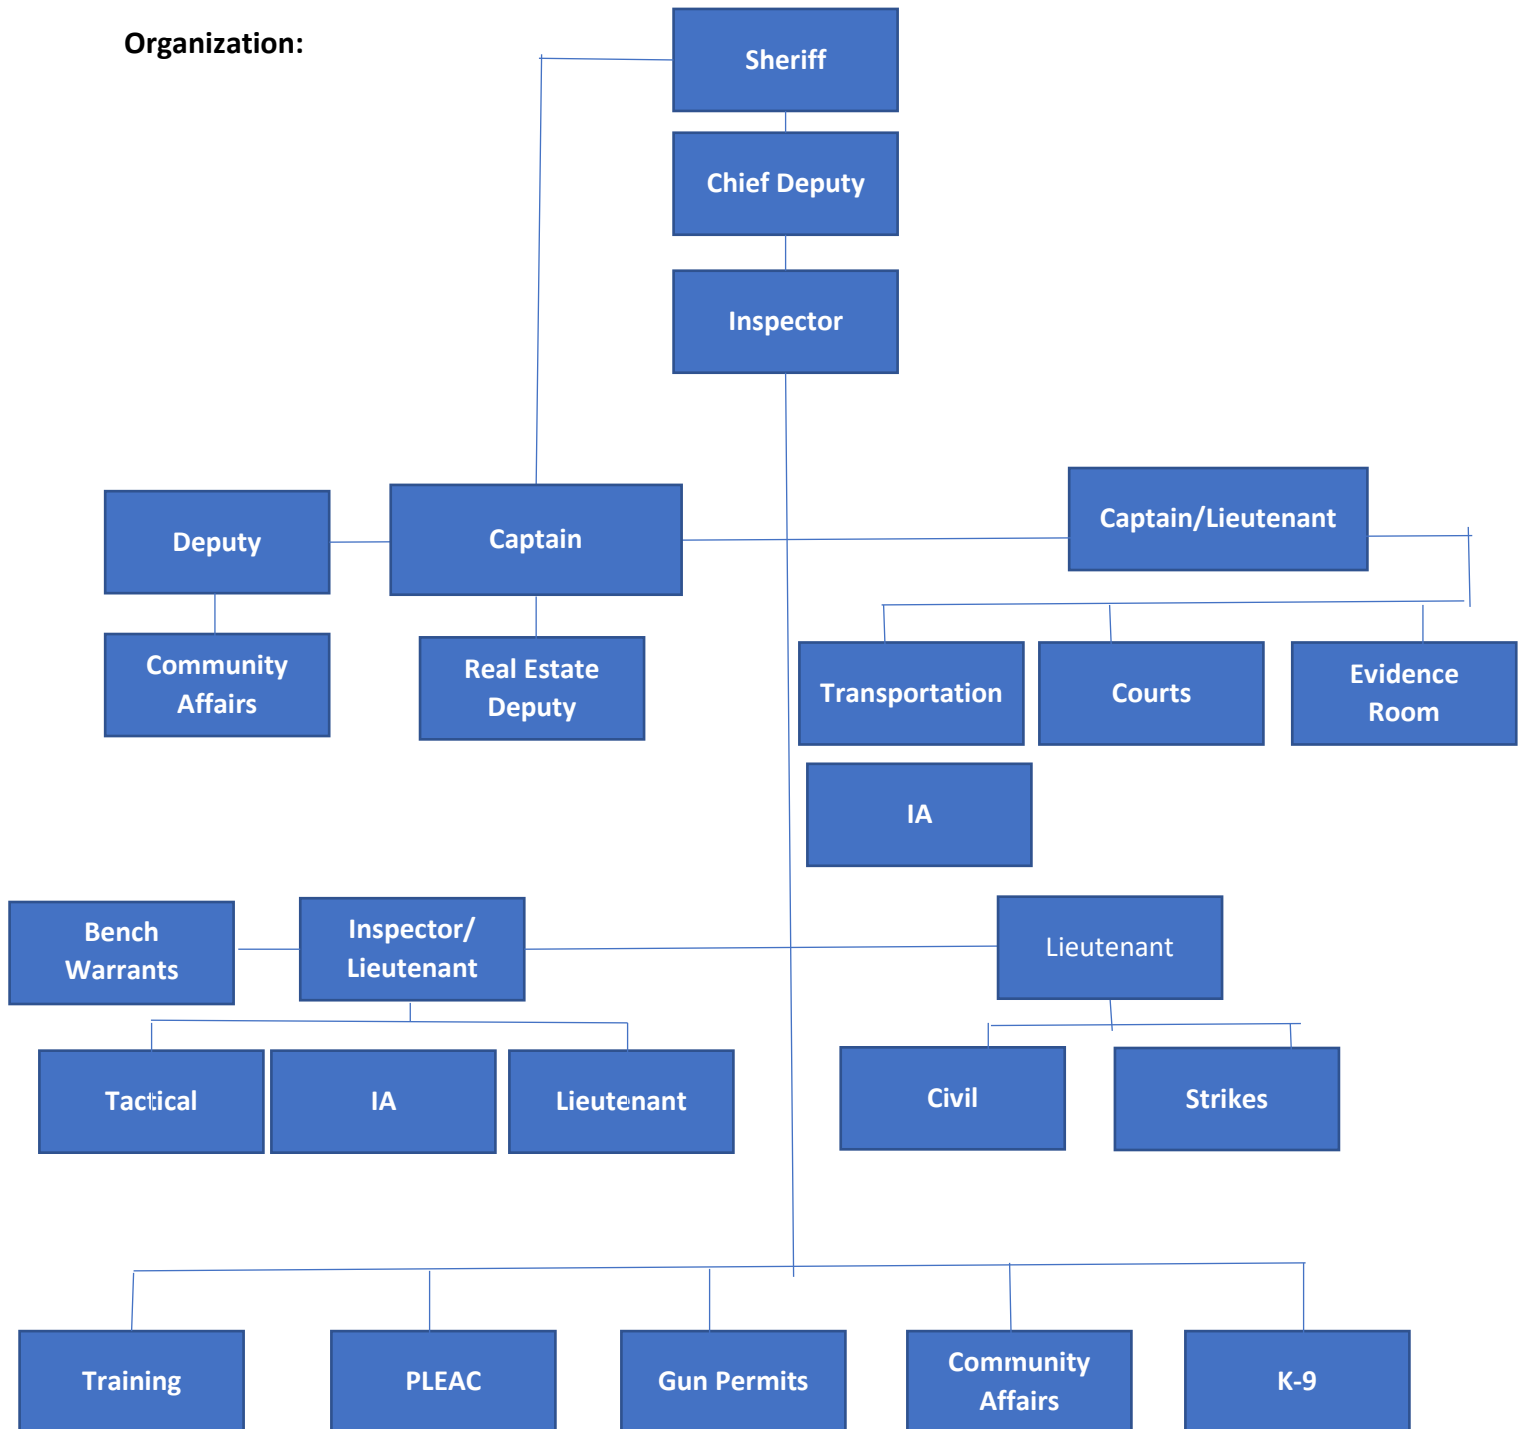 Organization:
Sheriff
Chief Deputy
Inspector
Deputy
Captain
Captain/Lieutenant
Community
Affairs
Real Estate
Deputy
Transportation
Courts
Evidence
Room
IA
Bench
Warrants
Inspector/
Lieutenant
Lieutenant
Tactical
IA
Lieutenant
Civil
Strikes
Training
PLEAC
Gun Permits
Community
Affairs
K-9